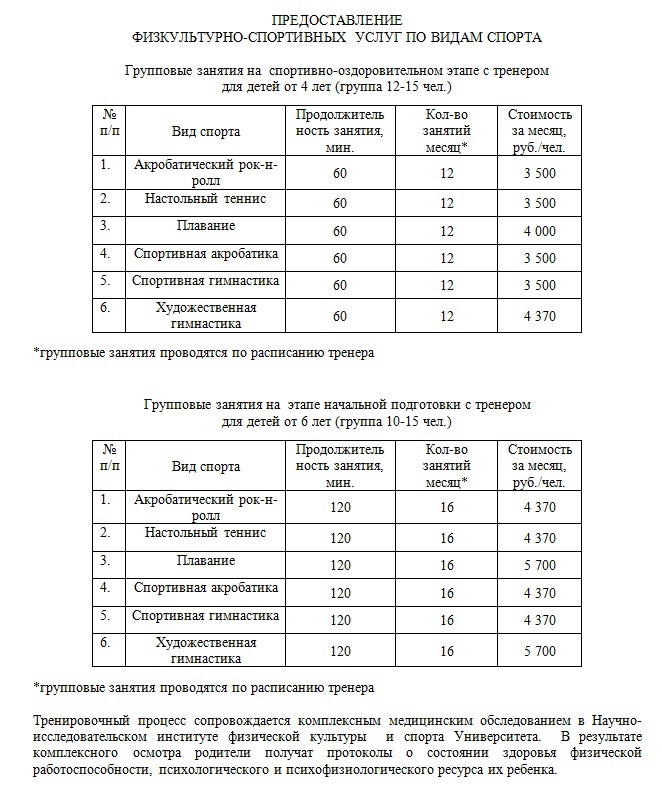 ПРЕДОСТАВЛЕНИЕ
ФИЗКУЛЬТУРНО-СПОРТИВНЫХ УСЛУГ ПО ВИДАМ СПОРТА
Групповые занятия на спортивно-оздоровительном этапе с тренером
для детей от 4 лет (группа 12-15 чел.)
№ п/п Вид спорта Продолжитель ность занятия, мин. Кол-во занятий месяц* Стоимость за месяц, руб./чел.
1. Акробатический рок-н-ролл 60 12 3 500
2. Настольный теннис 60 12 3 500
3. Плавание 60 12 4 000
4. Спортивная акробатика 60 12 3 500
5. Спортивная гимнастика 60 12 3 500
6. Художественная гимнастика 60 12 4 370
*групповые занятия проводятся по расписанию тренера
Групповые занятия на этапе начальной подготовки с тренером
для детей от 6 лет (группа 10-15 чел.)
№ п/п Вид спорта Продолжитель ность занятия, мин. Кол-во занятий месяц* Стоимость за месяц, руб./чел.
1. Акробатический рок-н-ролл 120 16 4 370
2. Настольный теннис 120 16 4 370
3. Плавание 120 16 5 700
4. Спортивная акробатика 120 16 4 370
5. Спортивная гимнастика 120 16 4 370
6. Художественная гимнастика 120 16 5 700
*групповые занятия проводятся по расписанию тренера
Тренировочный процесс сопровождается комплексным медицинским обследованием в Научно-
исследовательском институте физической культуры и спорта Университета. В результате
комплексного осмотра родители получат протоколы о состоянии здоровья физической
работоспособности, психологического и психофизиологического ресурса их ребенка.